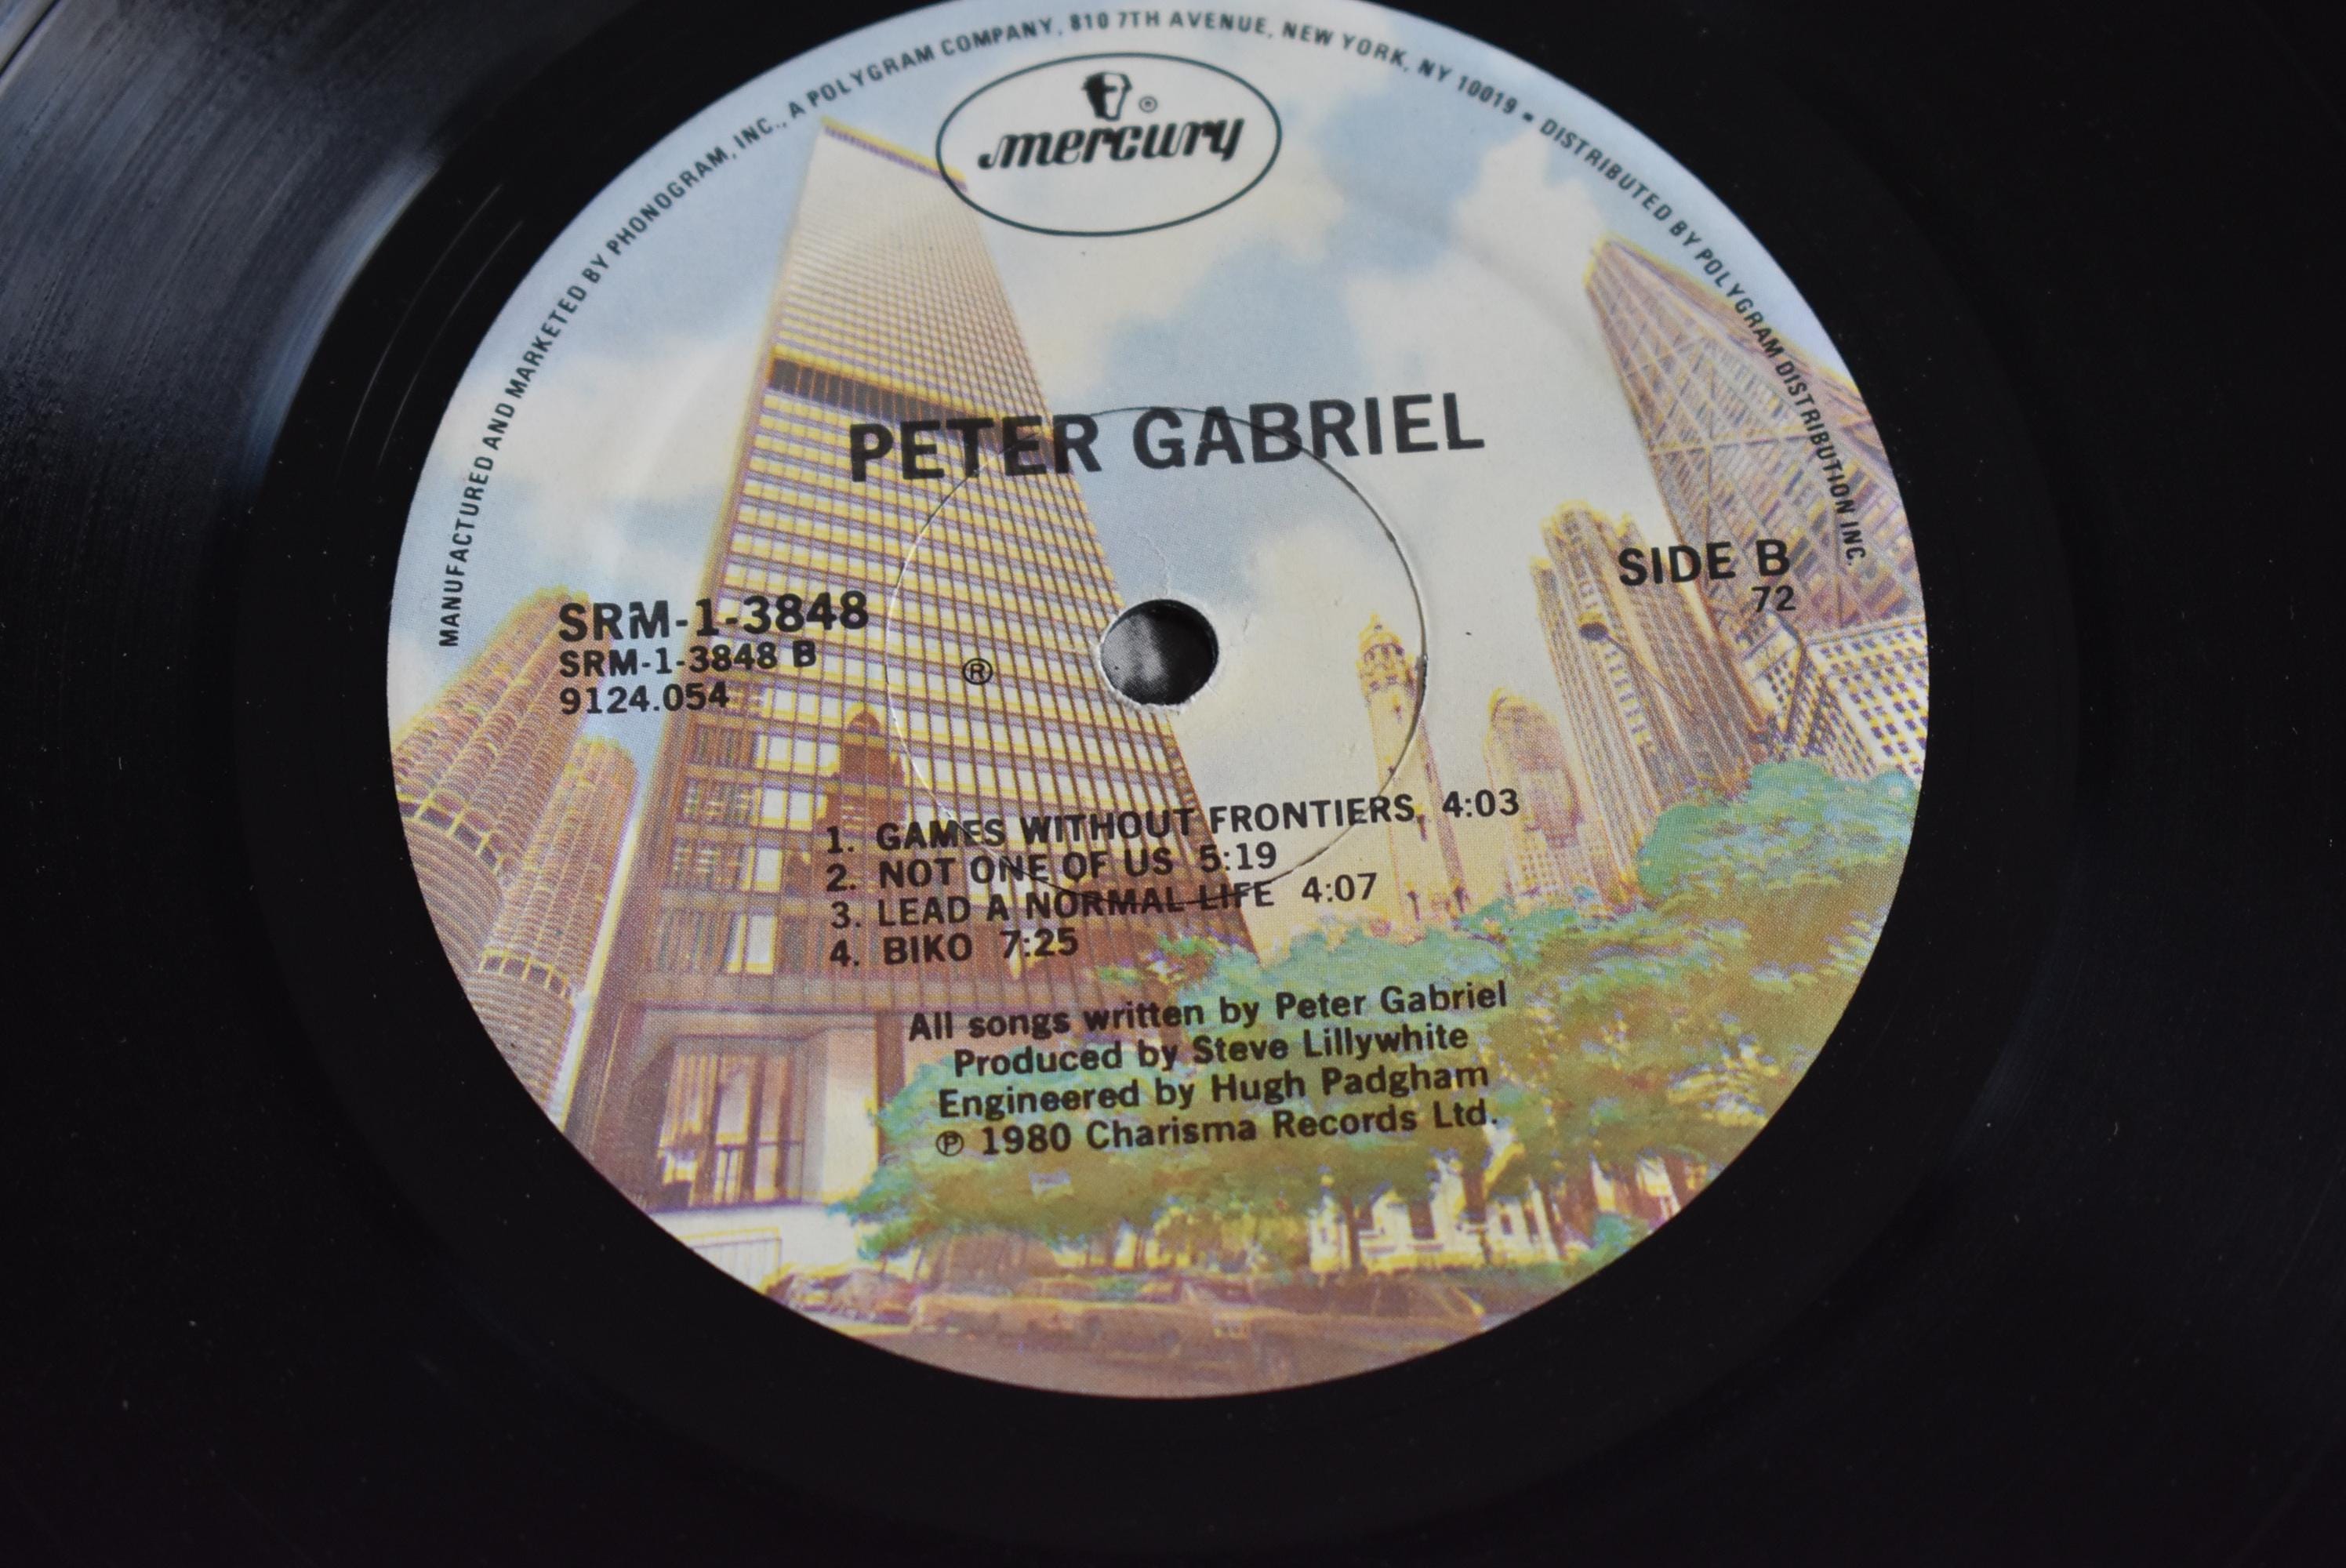 MANUFACTURED AND MARKETED BY PHONOGRAM, INC., A POLYGRAM COMPANY, 810 7TH AVENUE, NEW YORK, NY 10019 • DISTRIBUTED BY POLYGRAM DISTRIBUTION INC.
®
mercury
PETER GABRIEL
SIDE B
72
SRM-1-3848
SRM-1-3848 B
9124.054
®
1. GAMES WITHOUT FRONTIERS 4:03
2. NOT ONE OF US 5:19
3. LEAD A NORMAL LIFE 4:07
4. BIKO 7:25
All songs written by Peter Gabriel
Produced by Steve Lillywhite
Engineered by Hugh Padgham
℗ 1980 Charisma Records Ltd.